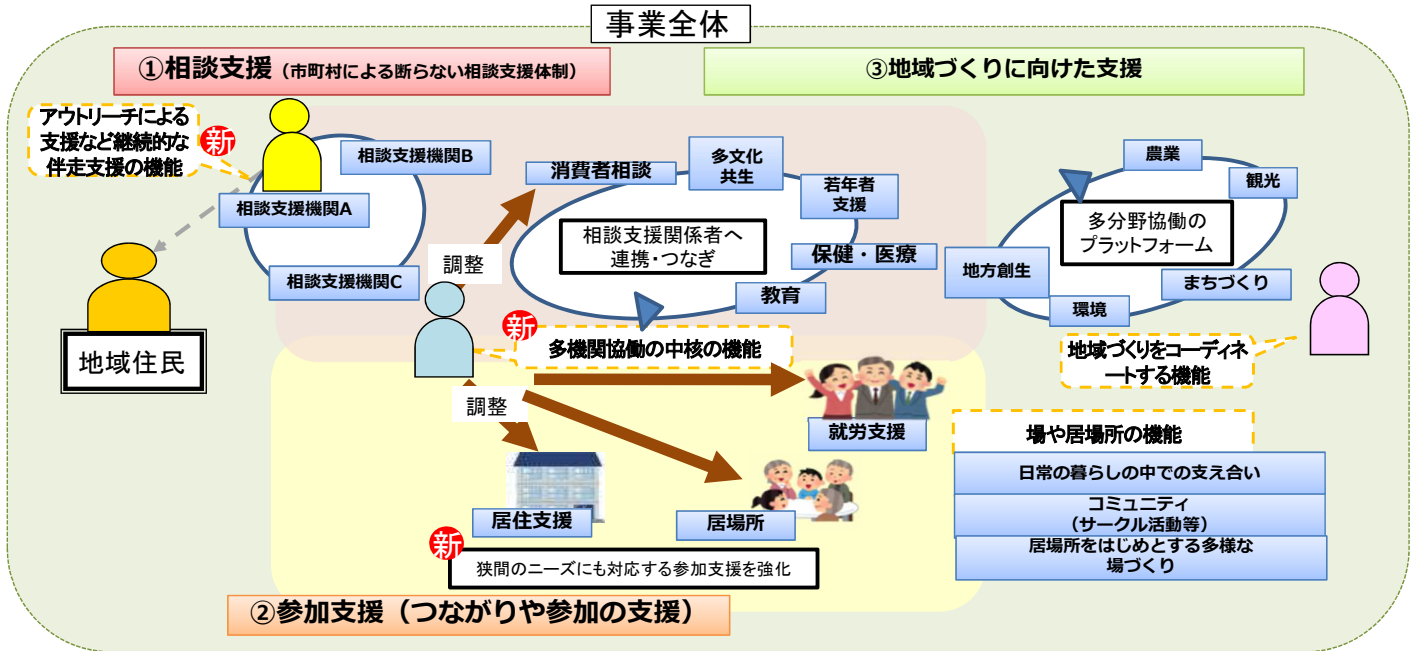 事業全体
①相談支援（市町村による断らない相談支援体制）
③地域づくりに向けた支援
アウトリーチによる
支援など継続的な
伴走支援の機能
新
相談支援機関B
相談支援機関A
相談支援機関C
地域住民
調整
消費者相談
多文化
共生
若年者
支援
保健・医療
教育
相談支援関係者へ
連携・つなぎ
新
多機関協働の中核の機能
農業
観光
多分野協働の
プラットフォーム
地方創生
まちづくり
環境
地域づくりをコーディネ
ートする機能
調整
就労支援
居住支援
居場所
新
狭間のニーズにも対応する参加支援を強化
②参加支援（つながりや参加の支援）
場や居場所の機能
日常の暮らしの中での支え合い
コミュニティ
（サークル活動等）
居場所をはじめとする多様な
場づくり